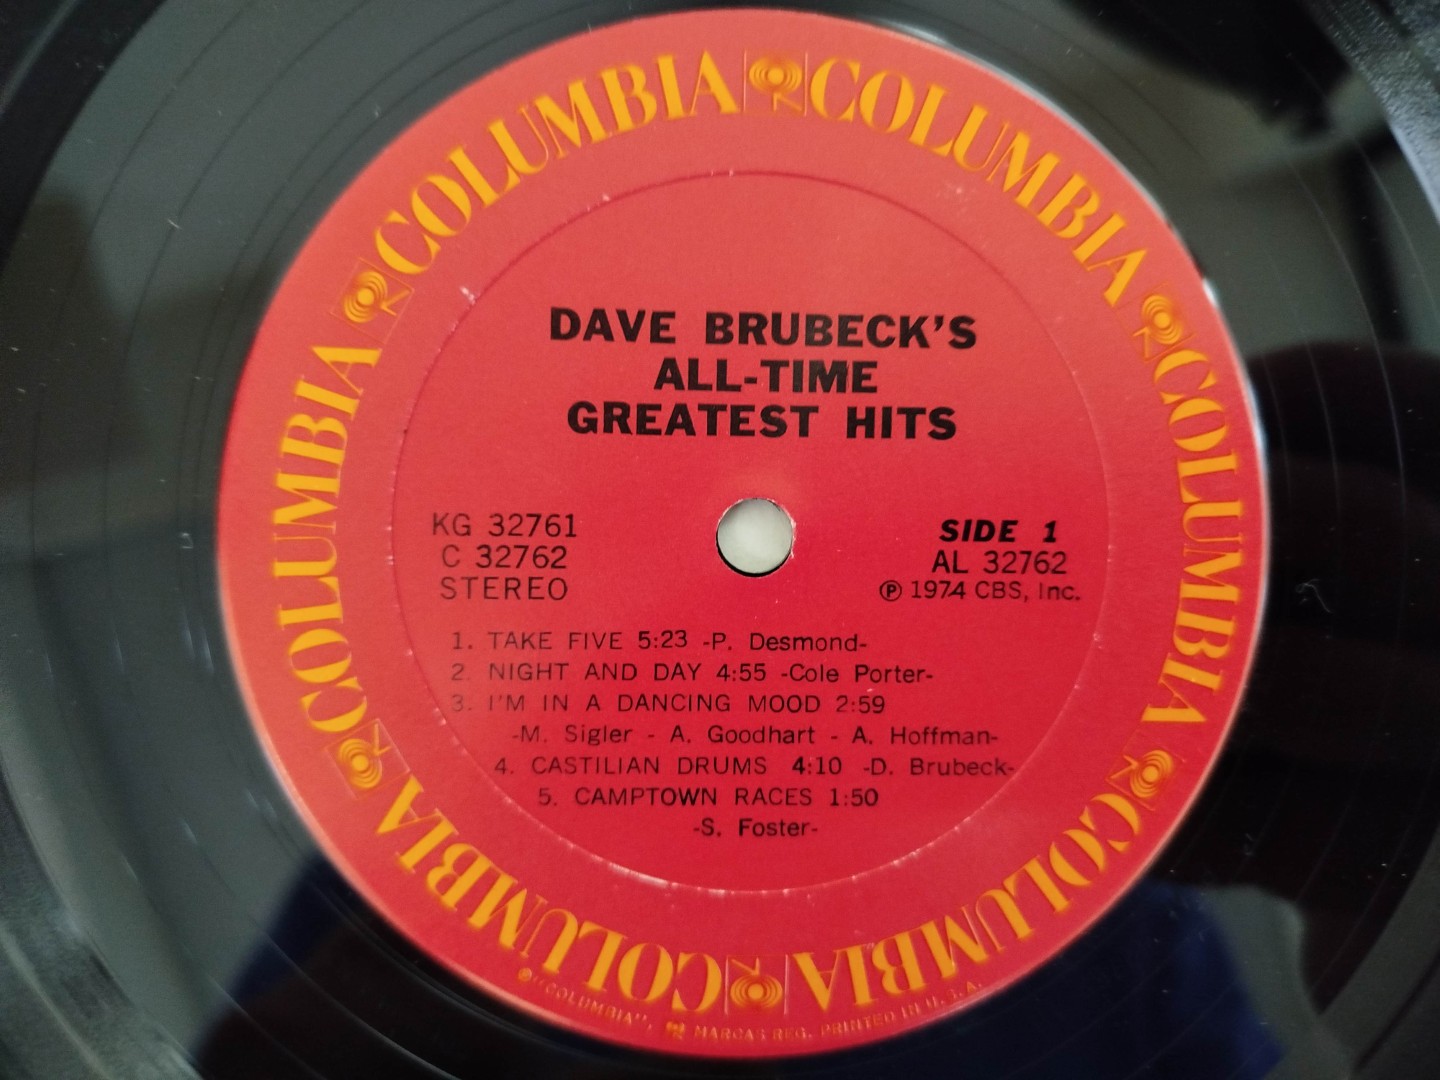 COLUMBIA COLUMBIA COLUMBIA COLUMBIA COLUMBIA COLUMBIA COLUMBIA
DAVE BRUBECK'S
ALL-TIME
GREATEST HITS
KG 32761
C 32762
STEREO
SIDE 1
AL 32762
Ⓟ 1974 CBS, Inc.
1. TAKE FIVE 5:23 -P. Desmond-
2. NIGHT AND DAY 4:55 -Cole Porter-
3. I'M IN A DANCING MOOD 2:59
-M. Sigler - A. Goodhart - A. Hoffman-
4. CASTILIAN DRUMS 4:10 -D. Brubeck-
5. CAMPTOWN RACES 1:50
-S. Foster-
®"COLUMBIA", MARCAS REG. PRINTED IN U.S.A.